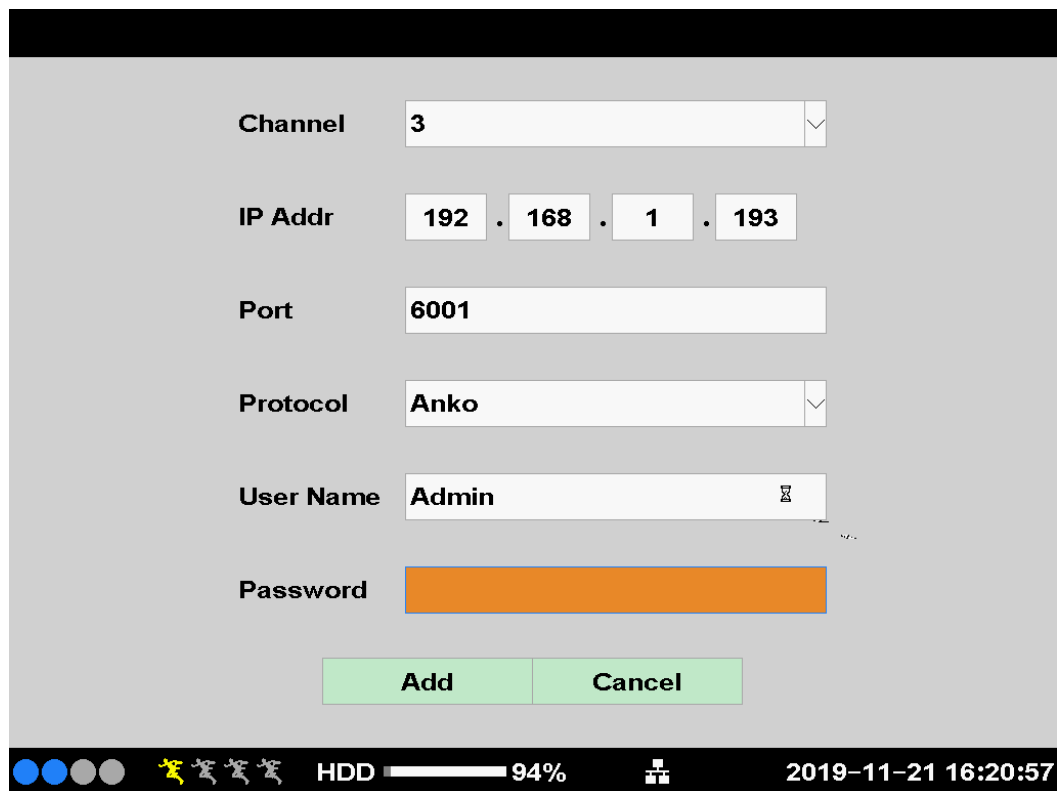 Channel 3
IP Addr 192 . 168 . 1 . 193
Port 6001
Protocol Anko
User Name Admin
Password
Add Cancel
HDD 94% 2019-11-21 16:20:57